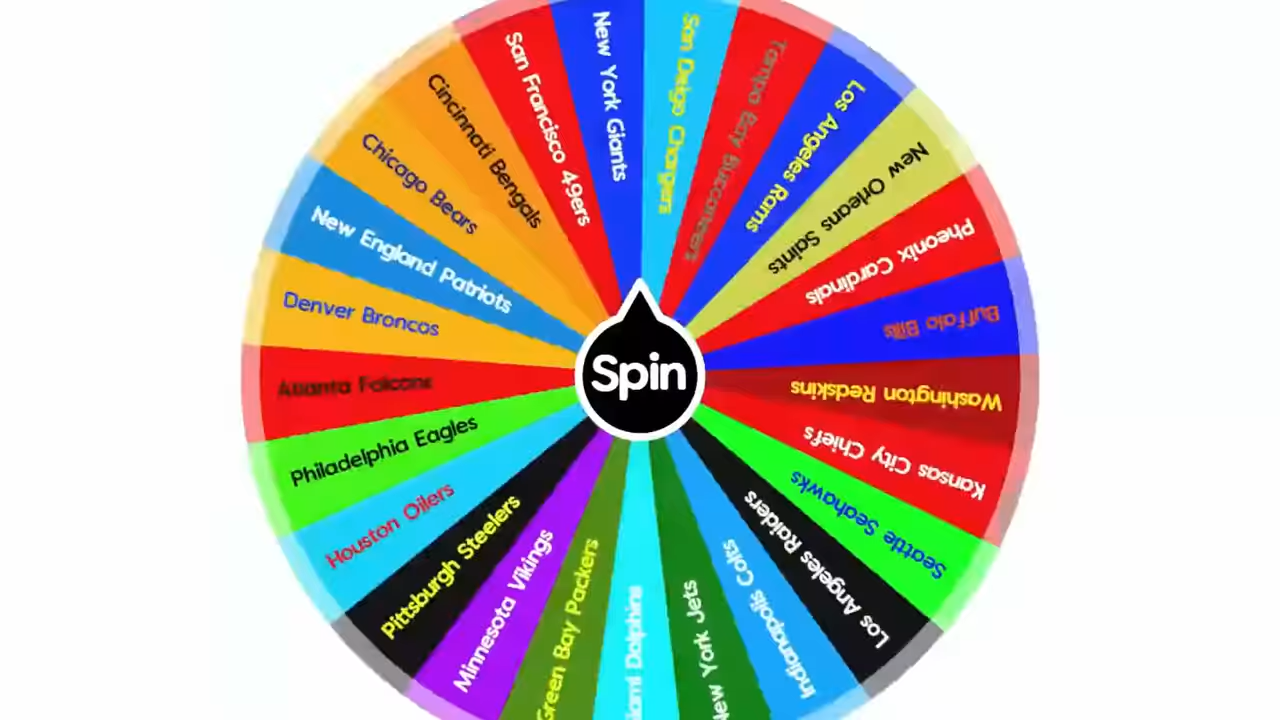 New York Giants
San Deigo Chargers
Tampa Bay Buccaneers
Los Angeles Rams
New Orleans Saints
Pheonix Cardinals
Buffalo Bills
Washington Redskins
Kansas City Chiefs
Seattle Seahawks
Los Angeles Raiders
Indianapolis Colts
New York Jets
Miami Dolphins
Green Bay Packers
Minnesota Vikings
Pittsburgh Steelers
Houston Oilers
Philadelphia Eagles
Atlanta Falcons
Denver Broncos
New England Patriots
Chicago Bears
Cincinnati Bengals
San Francisco 49ers
Spin